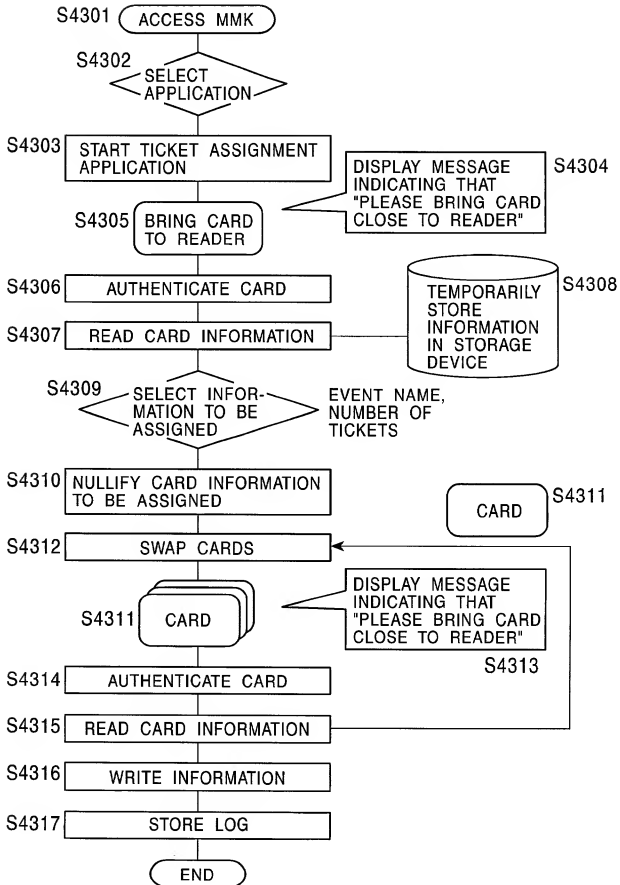 S4301
ACCESS MMK
S4302
SELECT
APPLICATION
S4303
START TICKET ASSIGNMENT
APPLICATION
DISPLAY MESSAGE
INDICATING THAT
"PLEASE BRING CARD
CLOSE TO READER"
S4304
S4305
BRING CARD
TO READER
S4306
AUTHENTICATE CARD
S4307
READ CARD INFORMATION
TEMPORARILY
STORE
INFORMATION
IN STORAGE
DEVICE
S4308
S4309
SELECT INFOR-
MATION TO BE
ASSIGNED
EVENT NAME,
NUMBER OF
TICKETS
S4310
NULLIFY CARD INFORMATION
TO BE ASSIGNED
CARD
S4311
S4312
SWAP CARDS
S4311
CARD
DISPLAY MESSAGE
INDICATING THAT
"PLEASE BRING CARD
CLOSE TO READER"
S4313
S4314
AUTHENTICATE CARD
S4315
READ CARD INFORMATION
S4316
WRITE INFORMATION
S4317
STORE LOG
END